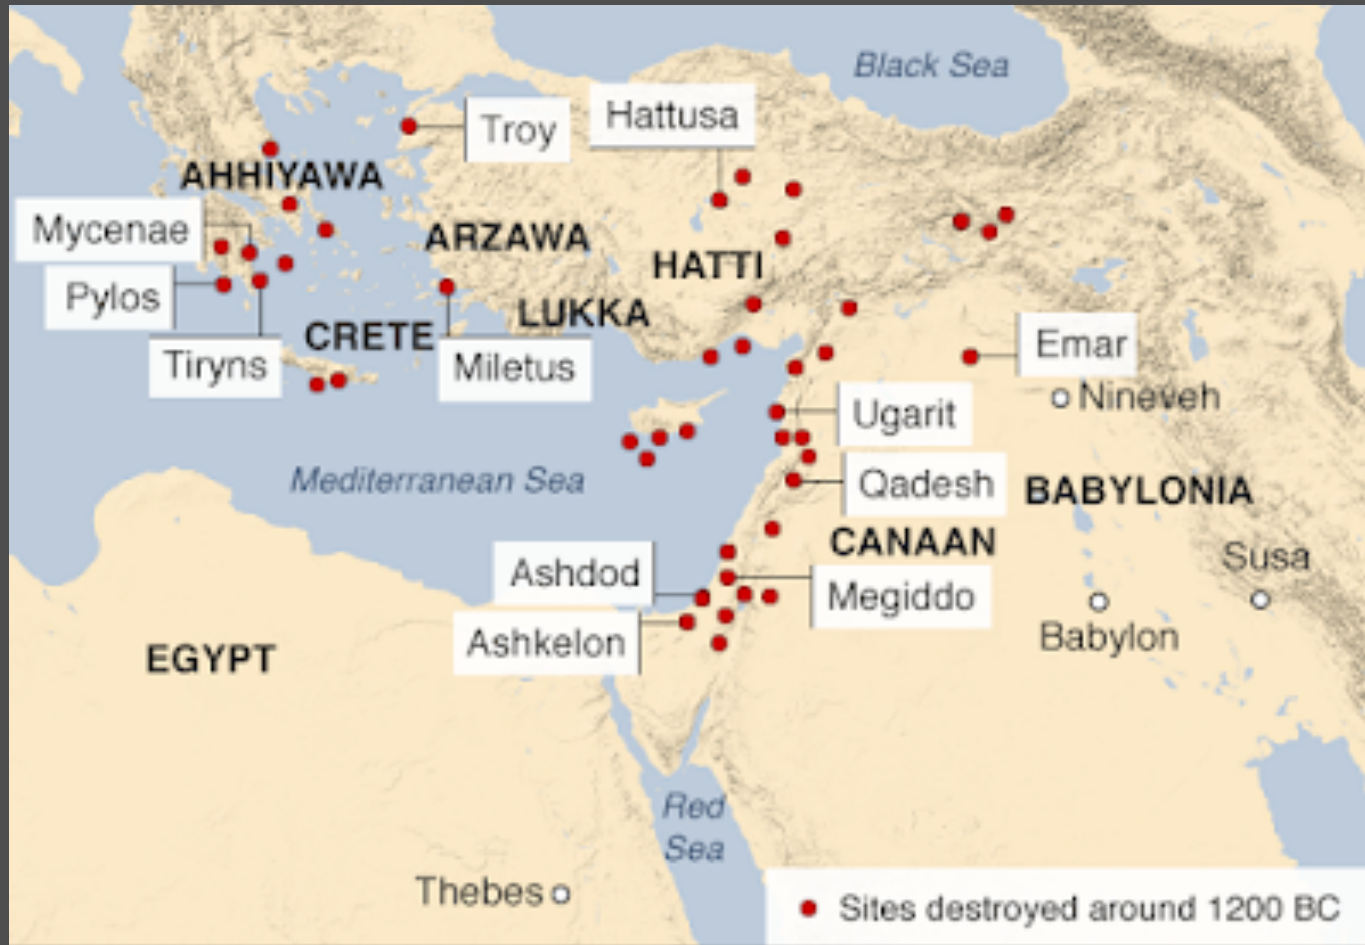 Black Sea
Hattusa
Troy
AHHIYAWA
Mycenae
ARZAWA
HATTI
Pylos
LUKKA
CRETE
Emar
Tiryns
Miletus
Nineveh
Ugarit
Mediterranean Sea
Qadesh
BABYLONIA
CANAAN
Susa
Ashdod
Megiddo
Babylon
Ashkelon
EGYPT
Red
Sea
Thebes
Sites destroyed around 1200 BC